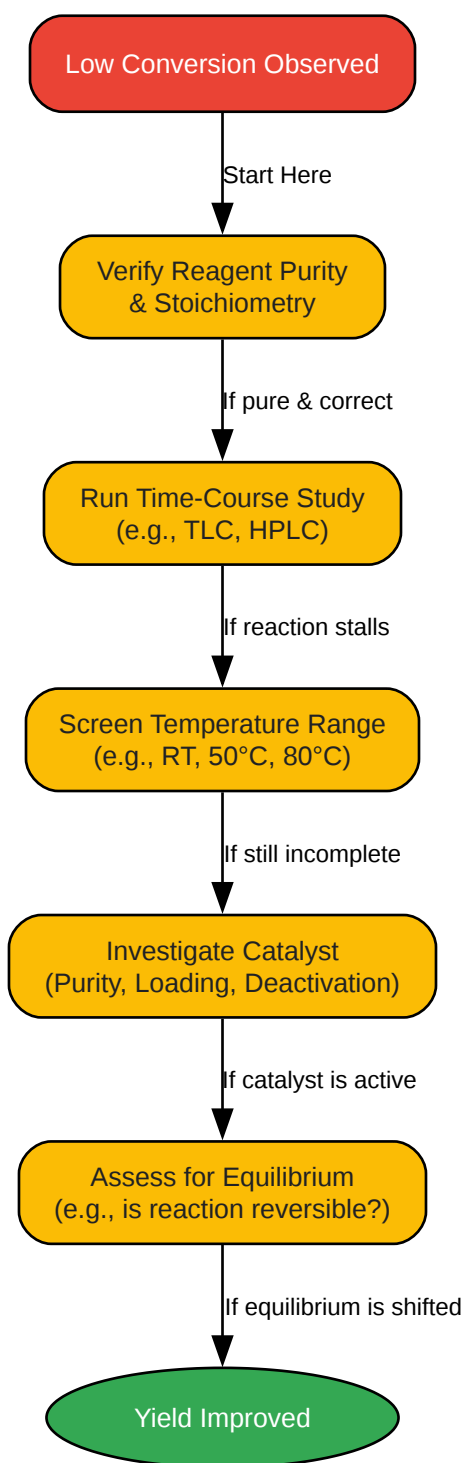 Low Conversion Observed
Start Here
Verify Reagent Purity
& Stoichiometry
If pure & correct
Run Time-Course Study
(e.g., TLC, HPLC)
If reaction stalls
Screen Temperature Range
(e.g., RT, 50°C, 80°C)
If still incomplete
Investigate Catalyst
(Purity, Loading, Deactivation)
If catalyst is active
Assess for Equilibrium
(e.g., is reaction reversible?)
If equilibrium is shifted
Yield Improved